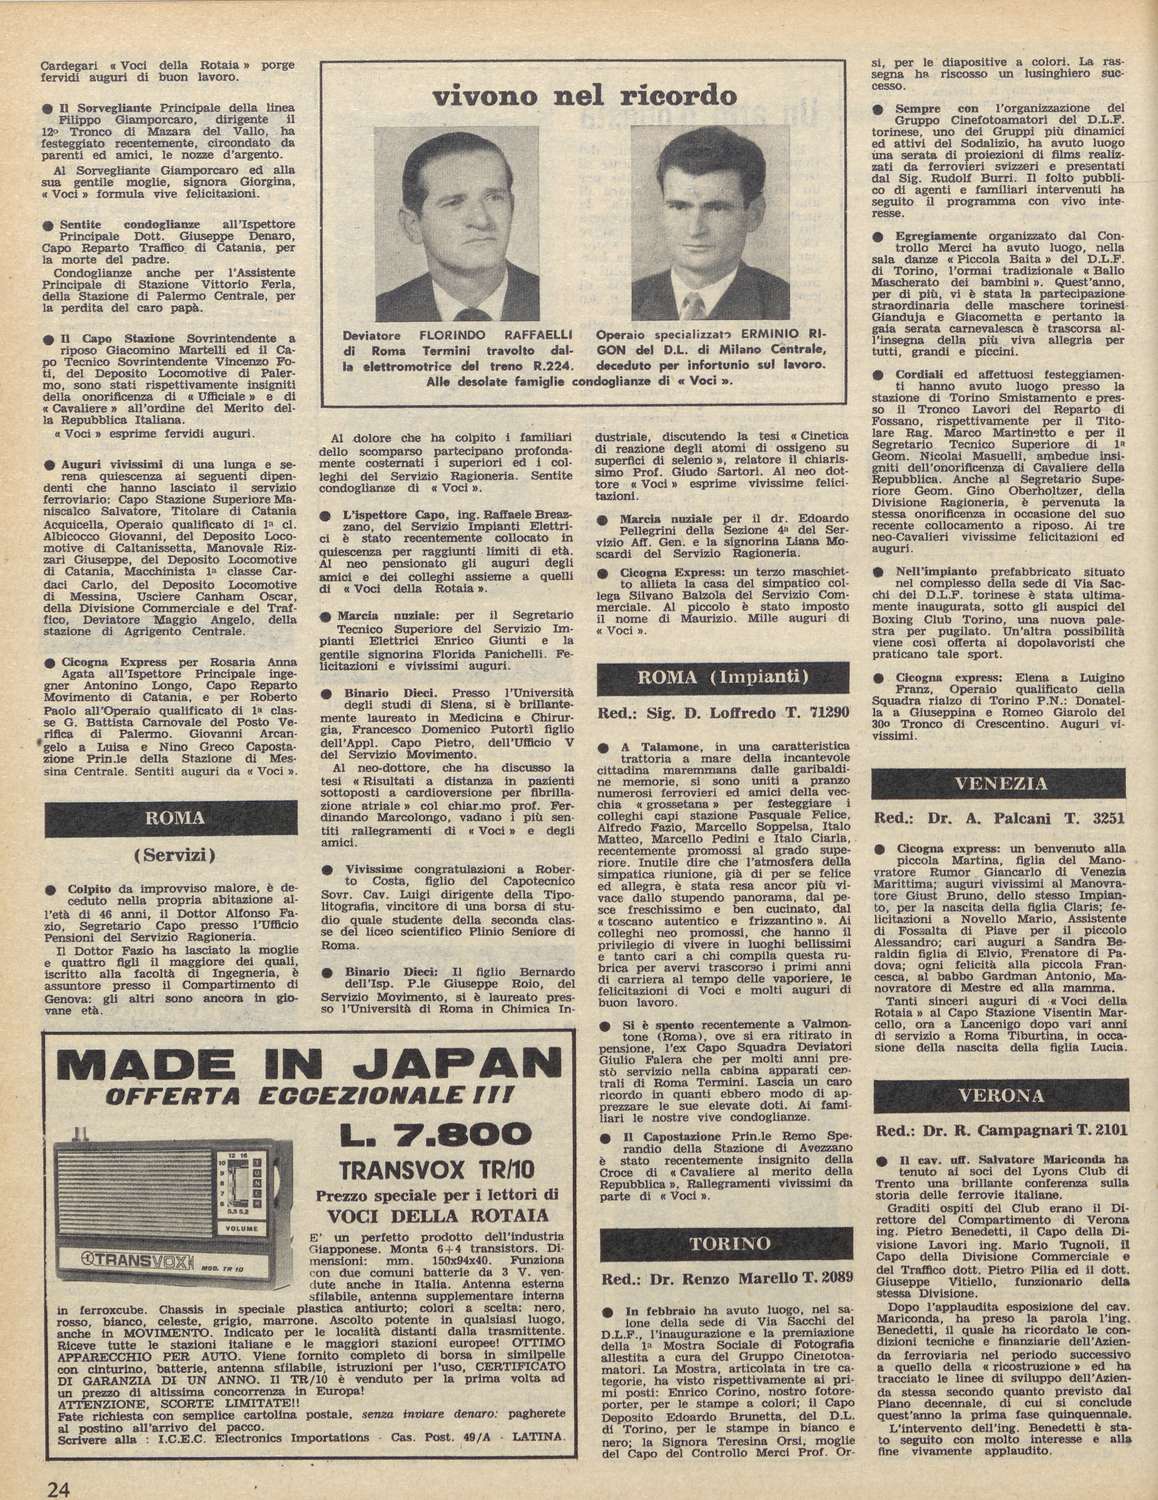 Cardegari « Voci della Rotaia » porge
fervidi auguri di buon lavoro.
● Il Sorvegliante Principale della linea
Filippo Giamporcaro, dirigente il
12º Tronco di Mazara del Vallo, ha
festeggiato recentemente, circondato da
parenti ed amici, le nozze d'argento.
Al Sorvegliante Giamporcaro ed alla
sua gentile moglie, signora Giorgina,
« Voci » formula vive felicitazioni.
● Sentite condoglianze all'Ispettore
Principale Dott. Giuseppe Denaro,
Capo Reparto Traffico di Catania, per
la morte del padre.
Condoglianze anche per l'Assistente
Principale di Stazione Vittorio Ferla,
della Stazione di Palermo Centrale, per
la perdita del caro papà.
● Il Capo Stazione Sovrintendente a
riposo Giacomino Martelli ed il Ca-
po Tecnico Sovrintendente Vincenzo Fo-
ti, del Deposito Locomotive di Paler-
mo, sono stati rispettivamente insigniti
della onorificenza di « Ufficiale » e di
« Cavaliere » all'ordine del Merito del-
la Repubblica Italiana.
« Voci » esprime fervidi auguri.
● Auguri vivissimi di una lunga e se-
rena quiescenza ai seguenti dipen-
denti che hanno lasciato il servizio
ferroviario: Capo Stazione Superiore Ma-
niscalco Salvatore, Titolare di Catania
Acquicella, Operaio qualificato di 1ª cl.
Albicocco Giovanni, del Deposito Loco-
motive di Caltanissetta, Manovale Riz-
zari Giuseppe, del Deposito Locomotive
di Catania, Macchinista 1ª classe Car-
daci Carlo, del Deposito Locomotive
di Messina, Usciere Canham Oscar,
della Divisione Commerciale e del Traf-
fico, Deviatore Maggio Angelo, della
stazione di Agrigento Centrale.
● Cicogna Express per Rosaria Anna
Agata all'Ispettore Principale inge-
gner Antonino Longo, Capo Reparto
Movimento di Catania, e per Roberto
Paolo all'Operaio qualificato di 1ª clas-
se G. Battista Carnovale del Posto Ve-
rifica di Palermo. Giovanni Arcan-
gelo a Luisa e Nino Greco Caposta-
zione Prin.le della Stazione di Mes-
sina Centrale. Sentiti auguri da « Voci ».
ROMA
(Servizi)
● Colpito da improvviso malore, è de-
ceduto nella propria abitazione al-
l'età di 46 anni, il Dottor Alfonso Fa-
zio, Segretario Capo presso l'Ufficio
Pensioni del Servizio Ragioneria.
Il Dottor Fazio ha lasciato la moglie
e quattro figli il maggiore dei quali,
iscritto alla facoltà di Ingegneria, è
assuntore presso il Compartimento di
Genova: gli altri sono ancora in gio-
vane età.
vivono nel ricordo
Deviatore FLORINDO RAFFAELLI
di Roma Termini travolto dal-
la elettromotrice del treno R.224.
Operaio specializzato ERMINIO RI-
GON del D.L. di Milano Centrale,
deceduto per infortunio sul lavoro.
Alle desolate famiglie condoglianze di « Voci ».
Al dolore che ha colpito i familiari
dello scomparso partecipano profonda-
mente costernati i superiori ed i col-
leghi del Servizio Ragioneria. Sentite
condoglianze di « Voci ».
● L'ispettore Capo, ing. Raffaele Breaz-
zano, del Servizio Impianti Elettri-
ci è stato recentemente collocato in
quiescenza per raggiunti limiti di età.
Al neo pensionato gli auguri degli
amici e dei colleghi assieme a quelli
di « Voci della Rotaia ».
● Marcia nuziale: per il Segretario
Tecnico Superiore del Servizio Im-
pianti Elettrici Enrico Giunti e la
gentile signorina Florida Panichelli. Fe-
licitazioni e vivissimi auguri.
● Binario Dieci. Presso l'Università
degli studi di Siena, si è brillante-
mente laureato in Medicina e Chirur-
gia, Francesco Domenico Putortì figlio
dell'Appl. Capo Pietro, dell'Ufficio V
del Servizio Movimento.
Al neo-dottore, che ha discusso la
tesi « Risultati a distanza in pazienti
sottoposti a cardioversione per fibrilla-
zione atriale » col chiar.mo prof. Fer-
dinando Marcolongo, vadano i più sen-
titi rallegramenti di « Voci » e degli
amici.
● Vivissime congratulazioni a Rober-
to Costa, figlio del Capotecnico
Sovr. Cav. Luigi dirigente della Tipo-
litografia, vincitore di una borsa di stu-
dio quale studente della seconda clas-
se del liceo scientifico Plinio Seniore di
Roma.
● Binario Dieci: Il figlio Bernardo
dell'Isp. P.le Giuseppe Roio, del
Servizio Movimento, si è laureato pres-
so l'Università di Roma in Chimica In-
dustriale, discutendo la tesi « Cinetica
di reazione degli atomi di ossigeno su
superfici di selenio », relatore il chiaris-
simo Prof. Giudo Sartori. Al neo dot-
tore « Voci » esprime vivissime felici-
tazioni.
● Marcia nuziale per il dr. Edoardo
Pellegrini della Sezione 4ª del Ser-
vizio Aff. Gen. e la signorina Liana Mo-
scardi del Servizio Ragioneria.
● Cicogna Express: un terzo maschiet-
to allieta la casa del simpatico col-
lega Silvano Balzola del Servizio Com-
merciale. Al piccolo è stato imposto
il nome di Maurizio. Mille auguri di
« Voci ».
ROMA (Impianti)
Red.: Sig. D. Loffredo T. 71290
● A Talamone, in una caratteristica
trattoria a mare della incantevole
cittadina maremmana dalle garibaldi-
ne memorie, si sono uniti a pranzo
numerosi ferrovieri ed amici della vec-
chia « grossetana » per festeggiare i
colleghi capi stazione Pasquale Felice,
Alfredo Fazio, Marcello Soppelsa, Italo
Matteo, Marcello Pedini e Italo Ciarla,
recentemente promossi al grado supe-
riore. Inutile dire che l'atmosfera della
simpatica riunione, già di per se felice
ed allegra, è stata resa ancor più vi-
vace dallo stupendo panorama, dal pe-
sce freschissimo e ben cucinato, dal
« toscano autentico e frizzantino ». Ai
colleghi neo promossi, che hanno il
privilegio di vivere in luoghi bellissimi
e tanto cari a chi compila questa ru-
brica per avervi trascorso i primi anni
di carriera al tempo delle vaporiere, le
felicitazioni di Voci e molti auguri di
buon lavoro.
● Si è spento recentemente a Valmon-
tone (Roma), ove si era ritirato in
pensione, l'ex Capo Squadra Deviatori
Giulio Falera che per molti anni pre-
stò servizio nella cabina apparati cen-
trali di Roma Termini. Lascia un caro
ricordo in quanti ebbero modo di ap-
prezzare le sue elevate doti. Ai fami-
liari le nostre vive condoglianze.
● Il Capostazione Prin.le Remo Spe-
randio della Stazione di Avezzano
è stato recentemente insignito della
Croce di « Cavaliere al merito della
Repubblica », Rallegramenti vivissimi da
parte di « Voci ».
TORINO
Red.: Dr. Renzo Marello T. 2089
● In febbraio ha avuto luogo, nel sa-
lone della sede di Via Sacchi del
D.L.F., l'inaugurazione e la premiazione
della 1ª Mostra Sociale di Fotografia
allestita a cura del Gruppo Cinefotoa-
matori. La Mostra, articolata in tre ca-
tegorie, ha visto rispettivamente ai pri-
mi posti: Enrico Corino, nostro fotore-
porter, per le stampe a colori; il Capo
Deposito Edoardo Brunetta, del D.L.
di Torino, per le stampe in bianco e
nero; la Signora Teresina Orsi, moglie
del Capo del Controllo Merci Prof. Or-
si, per le diapositive a colori. La ras-
segna ha riscosso un lusinghiero suc-
cesso.
● Sempre con l'organizzazione del
Gruppo Cinefotoamatori del D.L.F.
torinese, uno dei Gruppi più dinamici
ed attivi del Sodalizio, ha avuto luogo
una serata di proiezioni di films realiz-
zati da ferrovieri svizzeri e presentati
dal Sig. Rudolf Burri. Il folto pubbli-
co di agenti e familiari intervenuti ha
seguito il programma con vivo inte-
resse.
● Egregiamente organizzato dal Con-
trollo Merci ha avuto luogo, nella
sala danze « Piccola Baita » del D.L.F.
di Torino, l'ormai tradizionale « Ballo
Mascherato dei bambini ». Quest'anno,
per di più, vi è stata la partecipazione
straordinaria delle maschere torinesi
Gianduja e Giacometta e pertanto la
gaia serata carnevalesca è trascorsa al-
l'insegna della più viva allegria per
tutti, grandi e piccini.
● Cordiali ed affettuosi festeggiamen-
ti hanno avuto luogo presso la
stazione di Torino Smistamento e pres-
so il Tronco Lavori del Reparto di
Fossano, rispettivamente per il Tito-
lare Rag. Marco Martinetto e per il
Segretario Tecnico Superiore di 1ª
Geom. Nicolai Masuelli, ambedue insi-
gniti dell'onorificenza di Cavaliere della
Repubblica. Anche al Segretario Supe-
riore Geom. Gino Oberholtzer, della
Divisione Ragioneria, è pervenuta la
stessa onorificenza in occasione del suo
recente collocamento a riposo. Ai tre
neo-Cavalieri vivissime felicitazioni ed
auguri.
● Nell'impianto prefabbricato situato
nel complesso della sede di Via Sac-
chi del D.L.F. torinese è stata ultima-
mente inaugurata, sotto gli auspici del
Boxing Club Torino, una nuova pale-
stra per pugilato. Un'altra possibilità
viene così offerta ai dopolavoristi che
praticano tale sport.
● Cicogna express: Elena a Luigino
Franz, Operaio qualificato della
Squadra rialzo di Torino P.N.: Donatel-
la a Giuseppina e Romeo Giarolo del
30º Tronco di Crescentino. Auguri vi-
vissimi.
VENEZIA
Red.: Dr. A. Palcani T. 3251
● Cicogna express: un benvenuto alla
piccola Martina, figlia del Mano-
vratore Rumor Giancarlo di Venezia
Marittima; auguri vivissimi al Manovra-
tore Giust Bruno, dello stesso Impian-
to, per la nascita della figlia Claris; fe-
licitazioni a Novello Mario, Assistente
di Fossalta di Piave per il piccolo
Alessandro; cari auguri a Sandra Be-
raldin figlia di Elvio, Frenatore di Pa-
dova; ogni felicità alla piccola Fran-
cesca, al babbo Gardman Antonio, Ma-
novratore di Mestre ed alla mamma.
Tanti sinceri auguri di « Voci della
Rotaia » al Capo Stazione Visentin Mar-
cello, ora a Lancenigo dopo vari anni
di servizio a Roma Tiburtina, in occa-
sione della nascita della figlia Lucia.
VERONA
Red.: Dr. R. Campagnari T. 2101
● Il cav. uff. Salvatore Mariconda ha
tenuto ai soci del Lyons Club di
Trento una brillante conferenza sulla
storia delle ferrovie italiane.
Graditi ospiti del Club erano il Di-
rettore del Compartimento di Verona
ing. Pietro Benedetti, il Capo della Di-
visione Lavori ing. Mario Tugnoli, il
Capo della Divisione Commerciale e
del Traffico dott. Pietro Pilia ed il dott.
Giuseppe Vitiello, funzionario della
stessa Divisione.
Dopo l'applaudita esposizione del cav.
Mariconda, ha preso la parola l'ing.
Benedetti, il quale ha ricordato le con-
dizioni tecniche e finanziarie dell'Azien-
da ferroviaria nel periodo successivo
a quello della « ricostruzione » ed ha
tracciato le linee di sviluppo dell'Azien-
da stessa secondo quanto previsto dal
Piano decennale, di cui si conclude
quest'anno la prima fase quinquennale.
L'intervento dell'ing. Benedetti è sta-
to seguito con molto interesse e alla
fine vivamente applaudito.
MADE IN JAPAN
OFFERTA ECCEZIONALE!!!
L. 7.800
TRANSVOX TR/10
Prezzo speciale per i lettori di
VOCI DELLA ROTAIA
VOLUME
TRANSVOX
MOD. TR 10
E' un perfetto prodotto dell'industria
Giapponese. Monta 6+4 transistors. Di-
mensioni: mm. 150x94x40. Funziona
con due comuni batterie da 3 V. ven-
dute anche in Italia. Antenna esterna
sfilabile, antenna supplementare interna
in ferroxcube. Chassis in speciale plastica antiurto; colori a scelta: nero,
rosso, bianco, celeste, grigio, marrone. Ascolto potente in qualsiasi luogo,
anche in MOVIMENTO. Indicato per le località distanti dalla trasmittente.
Riceve tutte le stazioni italiane e le maggiori stazioni europee! OTTIMO
APPARECCHIO PER AUTO. Viene fornito completo di borsa in similpelle
con cinturino, batterie, antenna sfilabile, istruzioni per l'uso, CERTIFICATO
DI GARANZIA DI UN ANNO. Il TR/10 è venduto per la prima volta ad
un prezzo di altissima concorrenza in Europa!
ATTENZIONE, SCORTE LIMITATE!!
Fate richiesta con semplice cartolina postale, senza inviare denaro: pagherete
al postino all'arrivo del pacco.
Scrivere alla : I.C.E.C. Electronics Importations - Cas. Post. 49/A - LATINA.
24